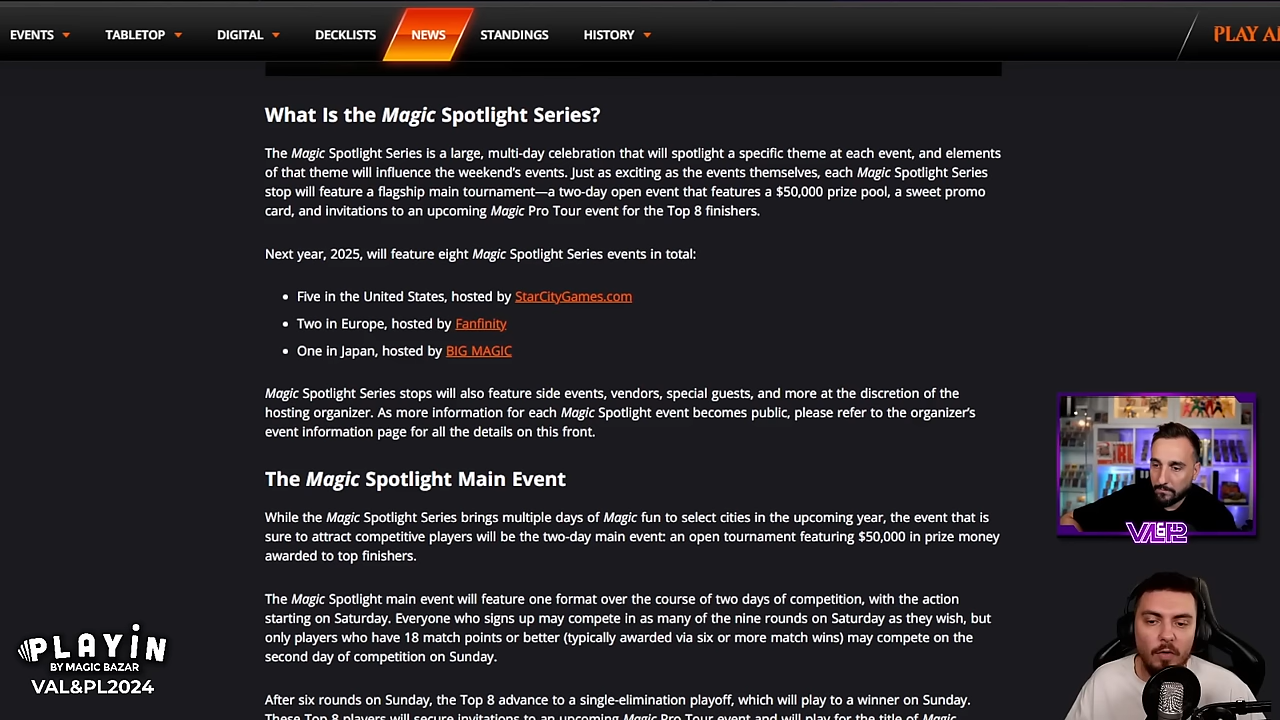 EVENTS TABLETOP DIGITAL DECKLISTS NEWS STANDINGS HISTORY PLAY A
What Is the Magic Spotlight Series?
The Magic Spotlight Series is a large, multi-day celebration that will spotlight a specific theme at each event, and elements
of that theme will influence the weekend's events. Just as exciting as the events themselves, each Magic Spotlight Series
stop will feature a flagship main tournament—a two-day open event that features a $50,000 prize pool, a sweet promo
card, and invitations to an upcoming Magic Pro Tour event for the Top 8 finishers.
Next year, 2025, will feature eight Magic Spotlight Series events in total:
Five in the United States, hosted by StarCityGames.com
Two in Europe, hosted by Fanfinity
One in Japan, hosted by BIG MAGIC
Magic Spotlight Series stops will also feature side events, vendors, special guests, and more at the discretion of the
hosting organizer. As more information for each Magic Spotlight event becomes public, please refer to the organizer's
event information page for all the details on this front.
The Magic Spotlight Main Event
While the Magic Spotlight Series brings multiple days of Magic fun to select cities in the upcoming year, the event that is
sure to attract competitive players will be the two-day main event: an open tournament featuring $50,000 in prize money
awarded to top finishers.
The Magic Spotlight main event will feature one format over the course of two days of competition, with the action
starting on Saturday. Everyone who signs up may compete in as many of the nine rounds on Saturday as they wish, but
only players who have 18 match points or better (typically awarded via six or more match wins) may compete on the
second day of competition on Sunday.
After six rounds on Sunday, the Top 8 advance to a single-elimination playoff, which will play to a winner on Sunday.
These Top 8 players will secure invitations to an upcoming Magic Pro Tour event and will play for the title of Magic
PLAYIN
BY MAGIC BAZAR
VAL&PL2024